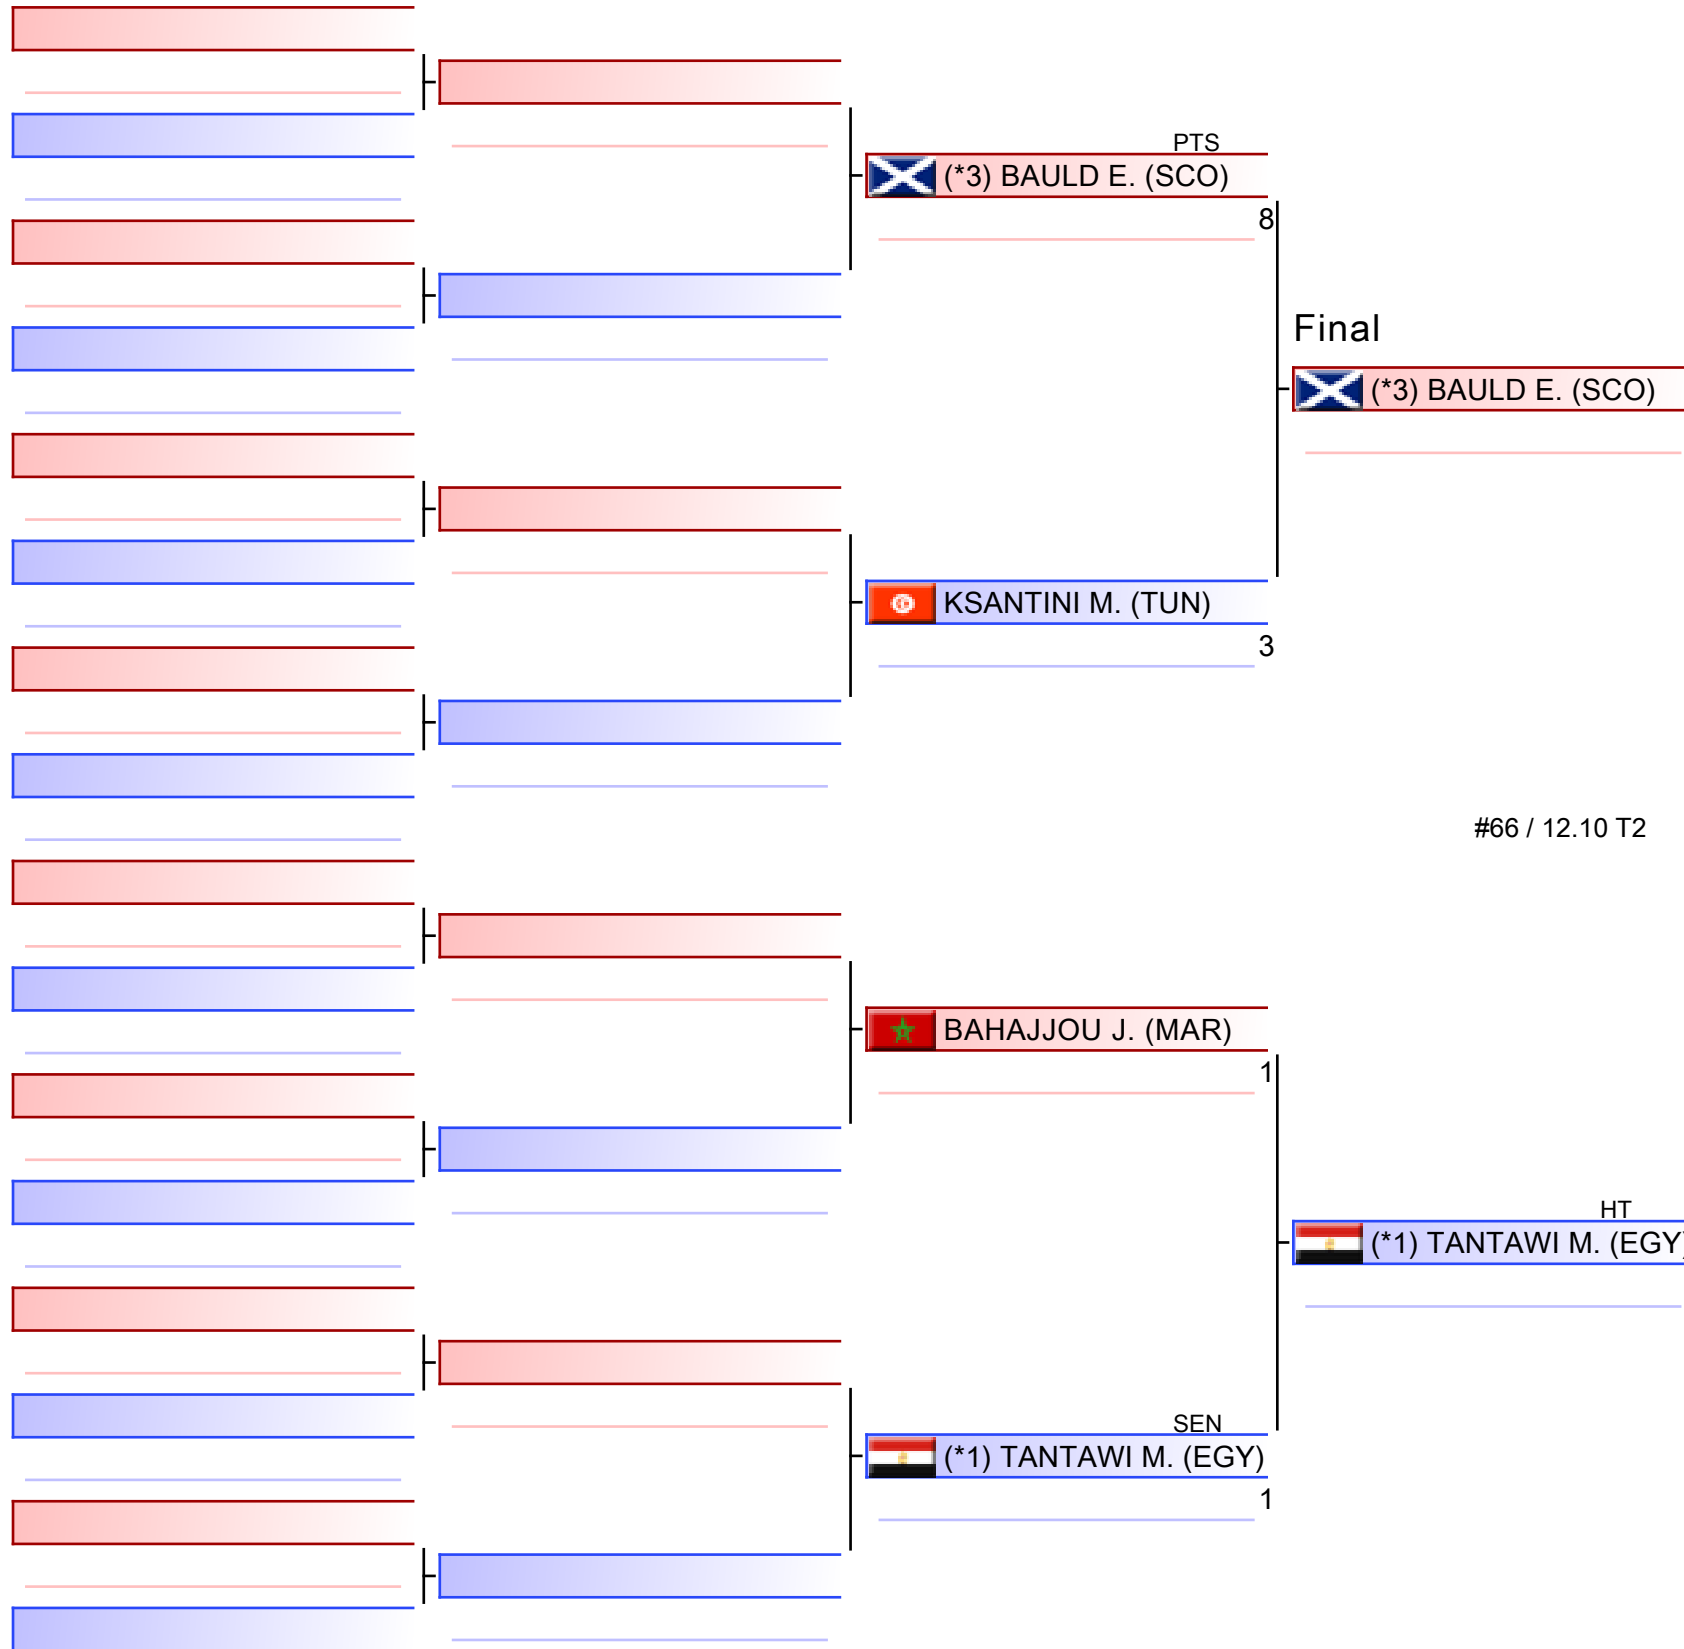 PTS
(*3) BAULD E. (SCO)
8
Final
(*3) BAULD E. (SCO)
KSANTINI M. (TUN)
3
#66 / 12.10 T2
BAHAJJOU J. (MAR)
1
HT
(*1) TANTAWI M. (EGY)
SEN
(*1) TANTAWI M. (EGY)
1